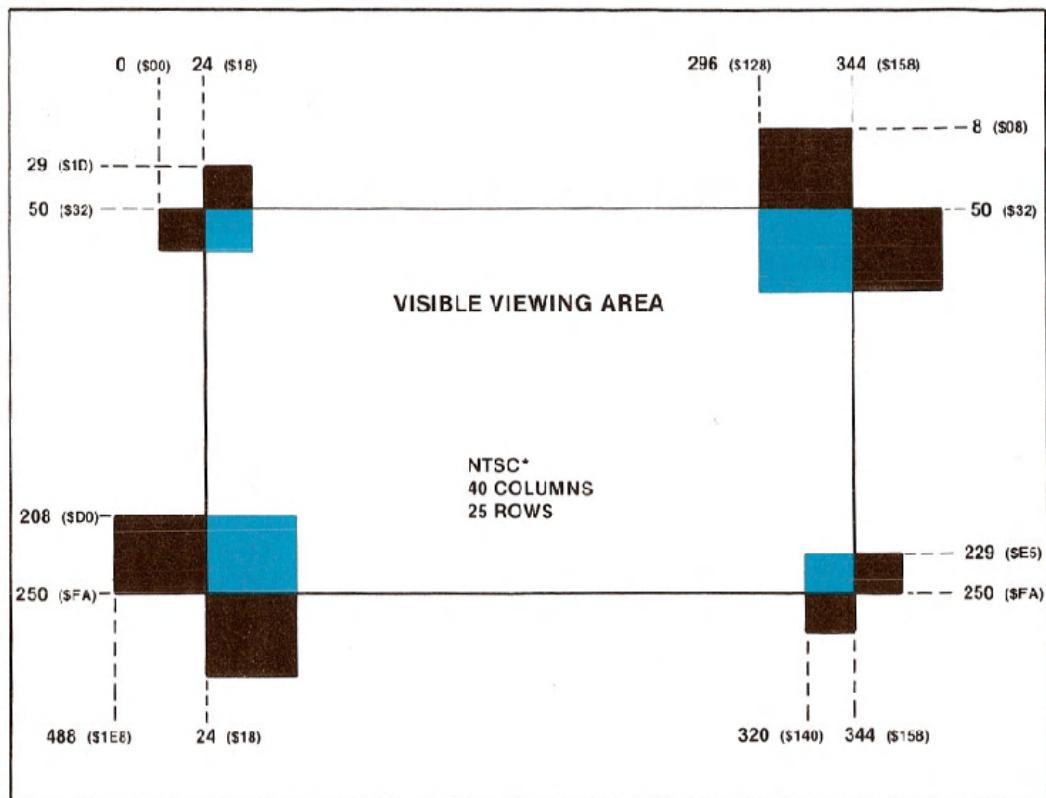 0 ($00) 24 ($18) 296 ($128) 344 ($158)
8 ($08)
29 ($1D)
50 ($32) 50 ($32)
VISIBLE VIEWING AREA
NTSC*
40 COLUMNS
25 ROWS
208 ($D0)
229 ($E5)
250 ($FA) 250 ($FA)
488 ($1E8) 24 ($18) 320 ($140) 344 ($158)